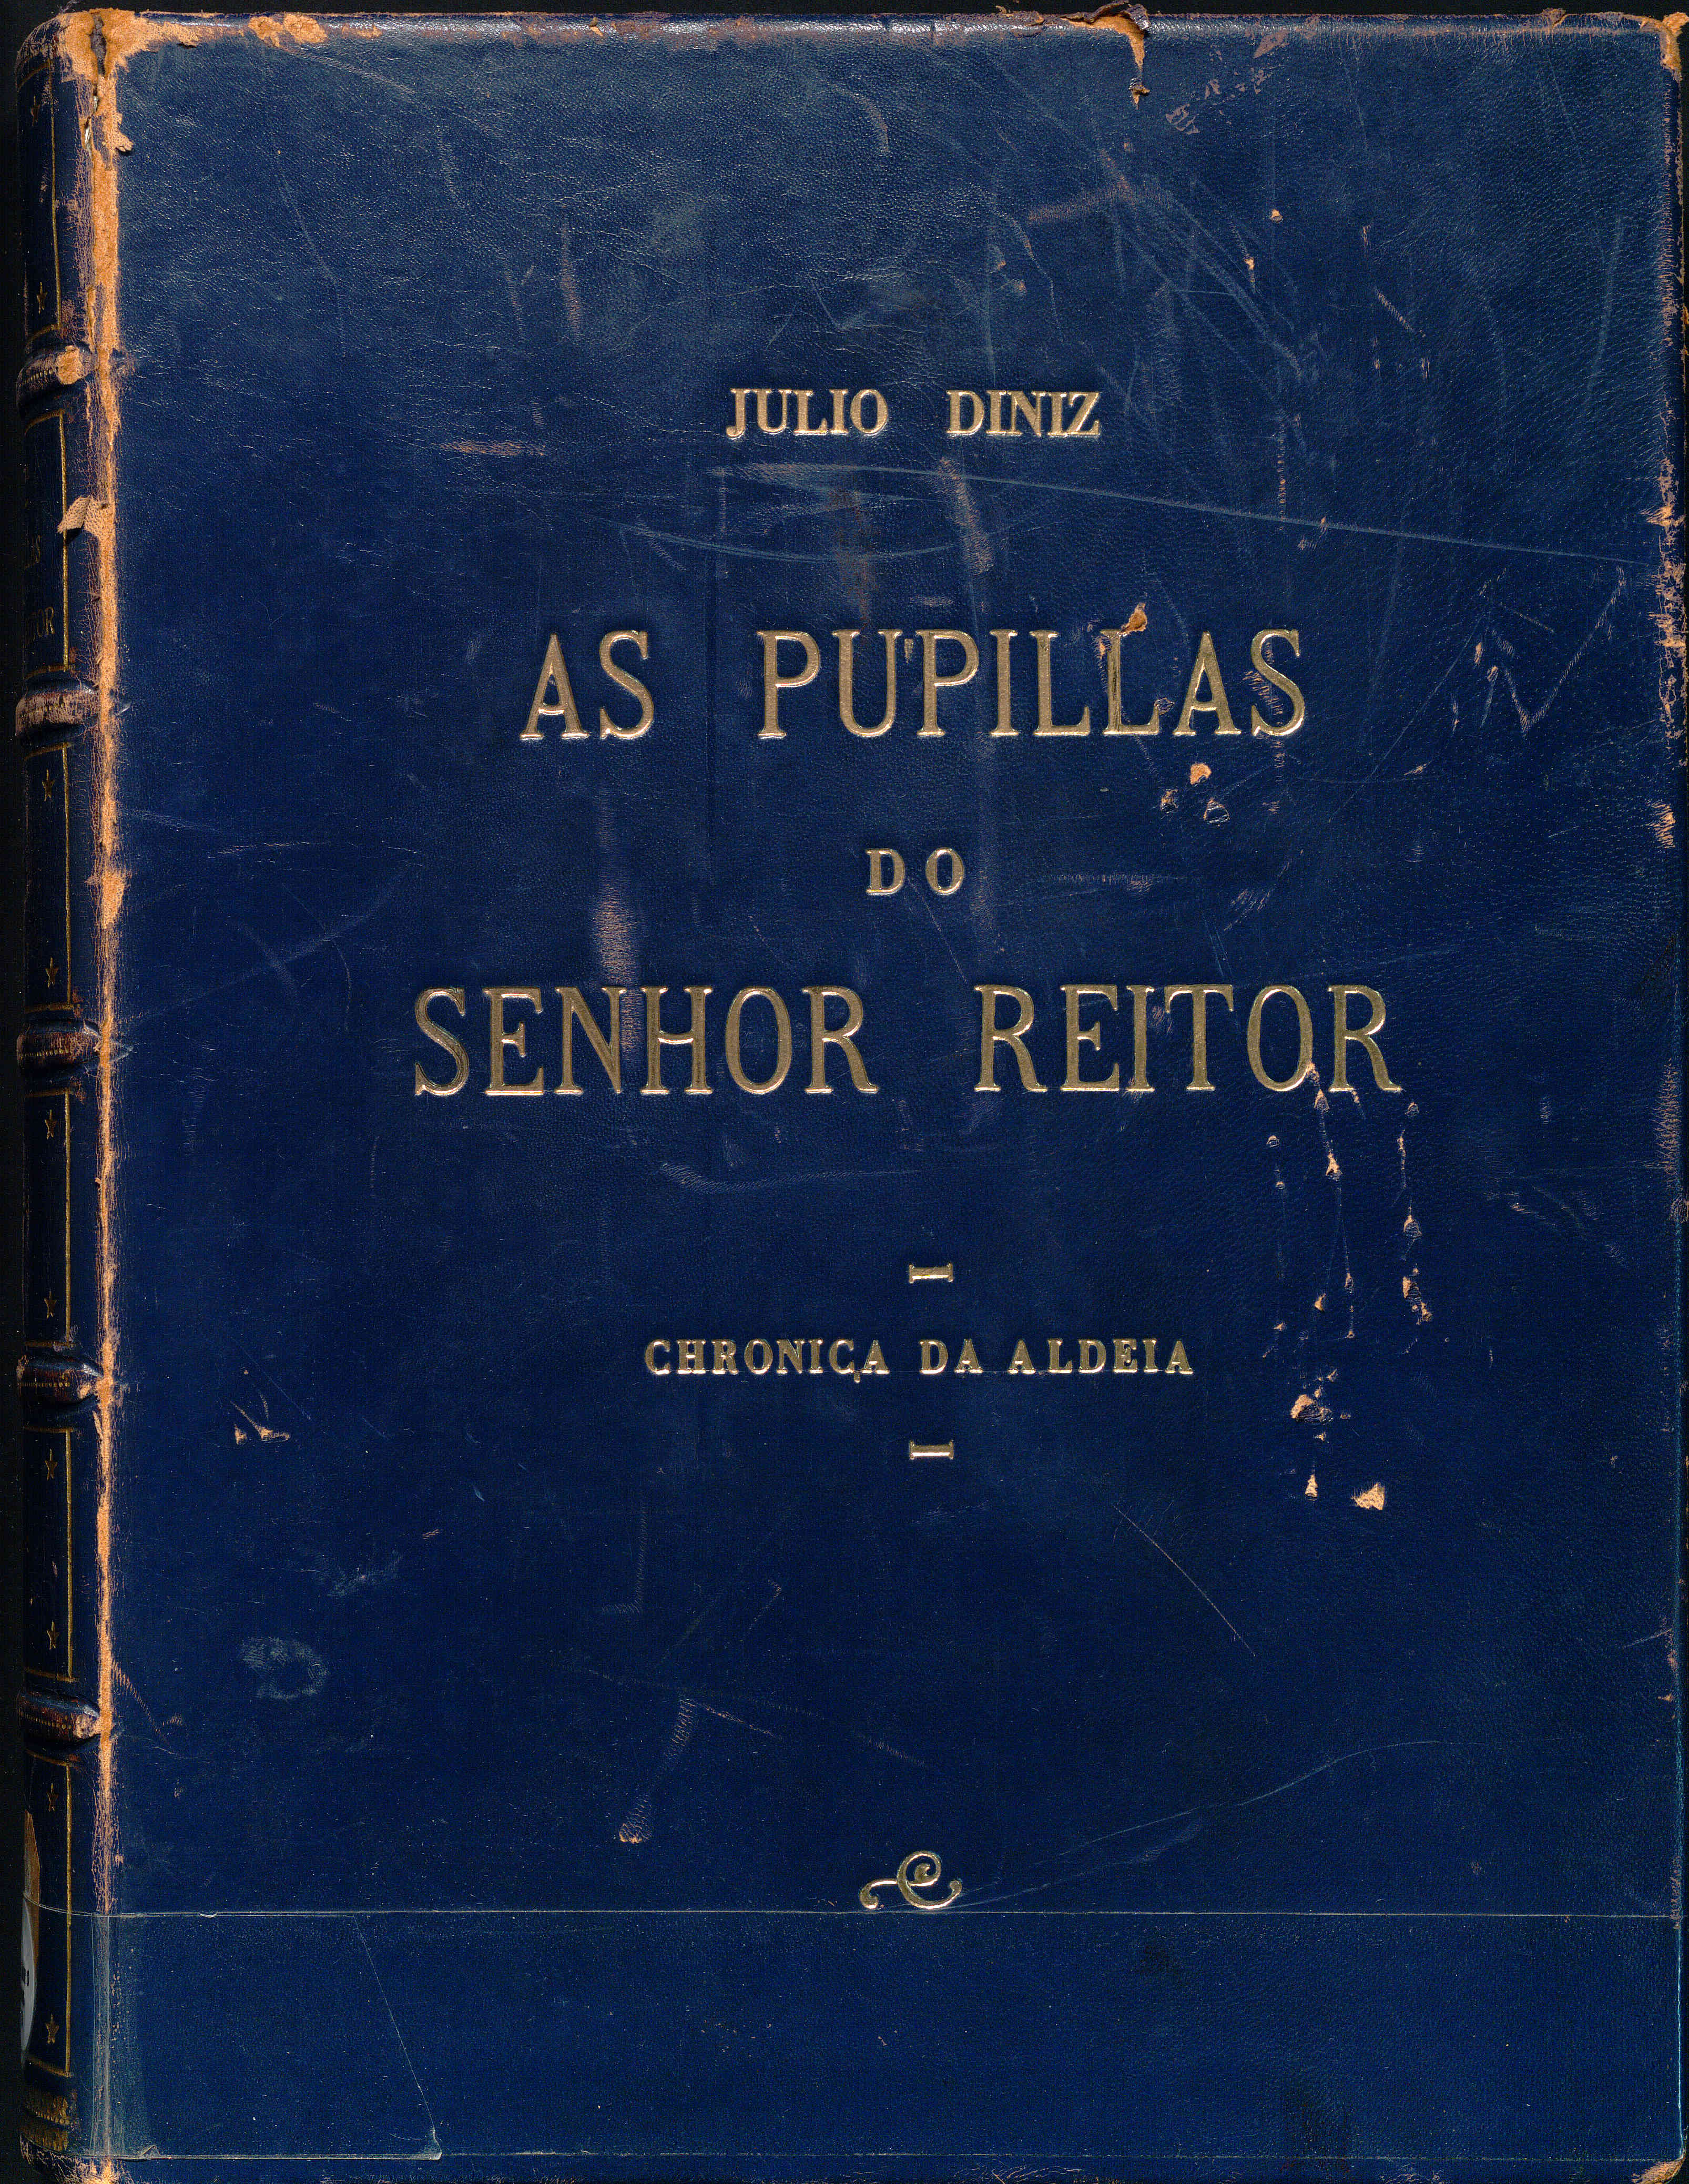 JULIO DINIZ
AS PUPILLAS
DO
SENHOR REITOR
CHRONICA DA ALDEIA